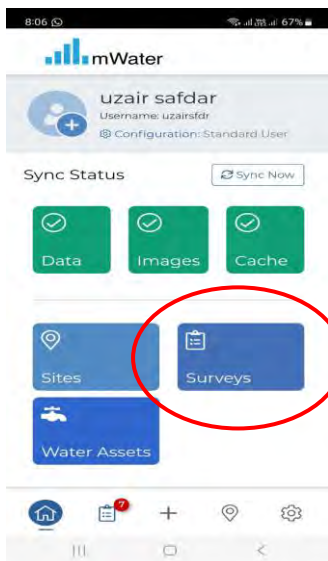 8:06 67%
mWater
uzair safdar
Username: uzairsfdr
Configuration: Standard User
Sync Status Sync Now
Data Images Cache
Sites Surveys
Water Assets
7